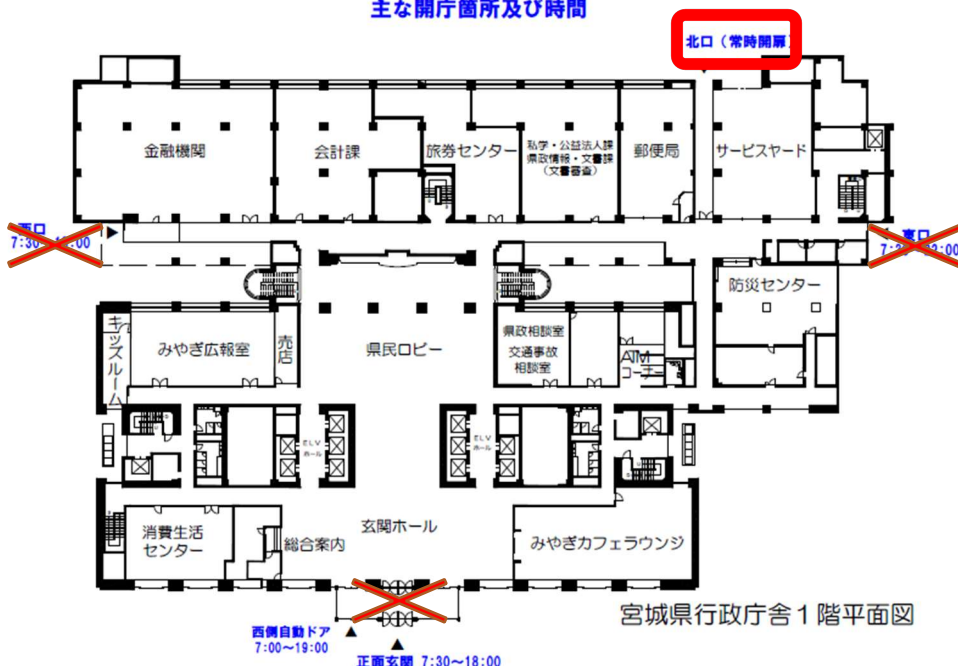 主な開庁箇所及び時間
北口（常時開扉）
金融機関
会計課
旅券センター
私学・公益法人課
県政情報・文書課
（文書審査）
郵便局
サービスヤード
西口
東口
防災センター
キッズルーム
みやぎ広報室
売店
県民ロビー
県政相談室
交通事故
相談室
ATM
コーナー
ELV
ホール
ELV
ホール
消費生活
センター
総合案内
玄関ホール
みやぎカフェラウンジ
西側自動ドア
7:00～19:00
正面玄関 7:30～18:00
宮城県行政庁舎１階平面図